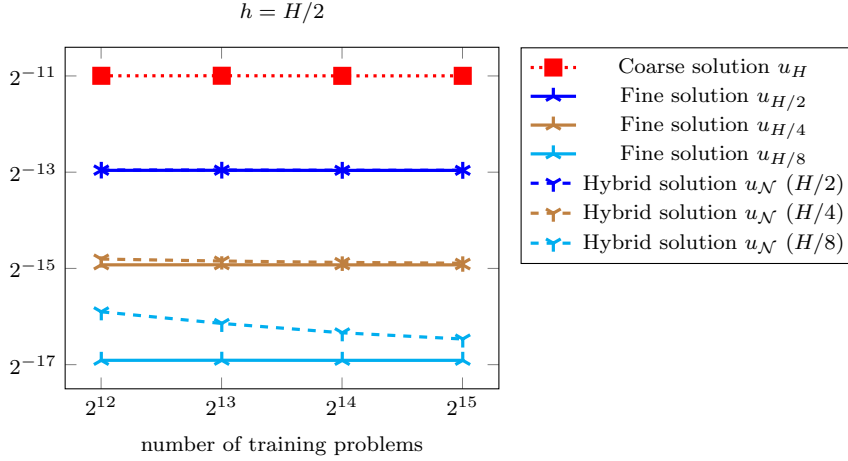 h = H/2
2^{-11}
2^{-13}
2^{-15}
2^{-17}
2^{12} 2^{13} 2^{14} 2^{15}
number of training problems
Coarse solution u_H
Fine solution u_{H/2}
Fine solution u_{H/4}
Fine solution u_{H/8}
Hybrid solution u_𝒩 (H/2)
Hybrid solution u_𝒩 (H/4)
Hybrid solution u_𝒩 (H/8)